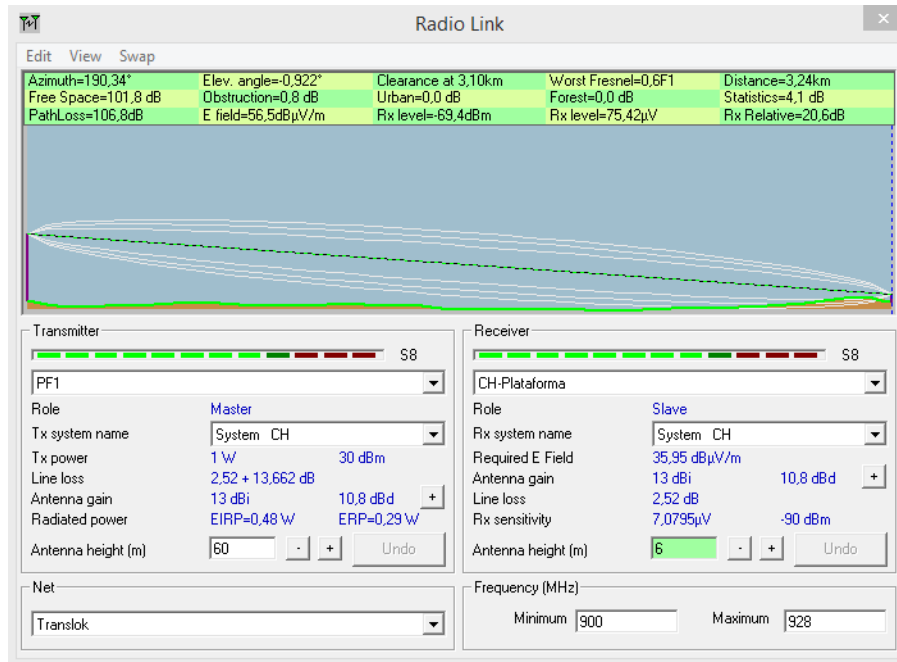 Radio Link
Edit View Swap
Azimuth=190,34° Elev. angle=-0,922° Clearance at 3,10km Worst Fresnel=0,6F1 Distance=3,24km
Free Space=101,8 dB Obstruction=0,8 dB Urban=0,0 dB Forest=0,0 dB Statistics=4,1 dB
PathLoss=106,8dB E field=56,5dBµV/m Rx level=-69,4dBm Rx level=75,42µV Rx Relative=20,6dB
Transmitter
S8
PF1
Role Master
Tx system name System CH
Tx power 1 W 30 dBm
Line loss 2,52 + 13,662 dB
Antenna gain 13 dBi 10,8 dBd +
Radiated power EIRP=0,48 W ERP=0,29 W
Antenna height (m) 60 - + Undo
Receiver
S8
CH-Plataforma
Role Slave
Rx system name System CH
Required E Field 35,95 dBµV/m
Antenna gain 13 dBi 10,8 dBd +
Line loss 2,52 dB
Rx sensitivity 7,0795µV -90 dBm
Antenna height (m) 6 - + Undo
Net
Translok
Frequency (MHz)
Minimum 900 Maximum 928